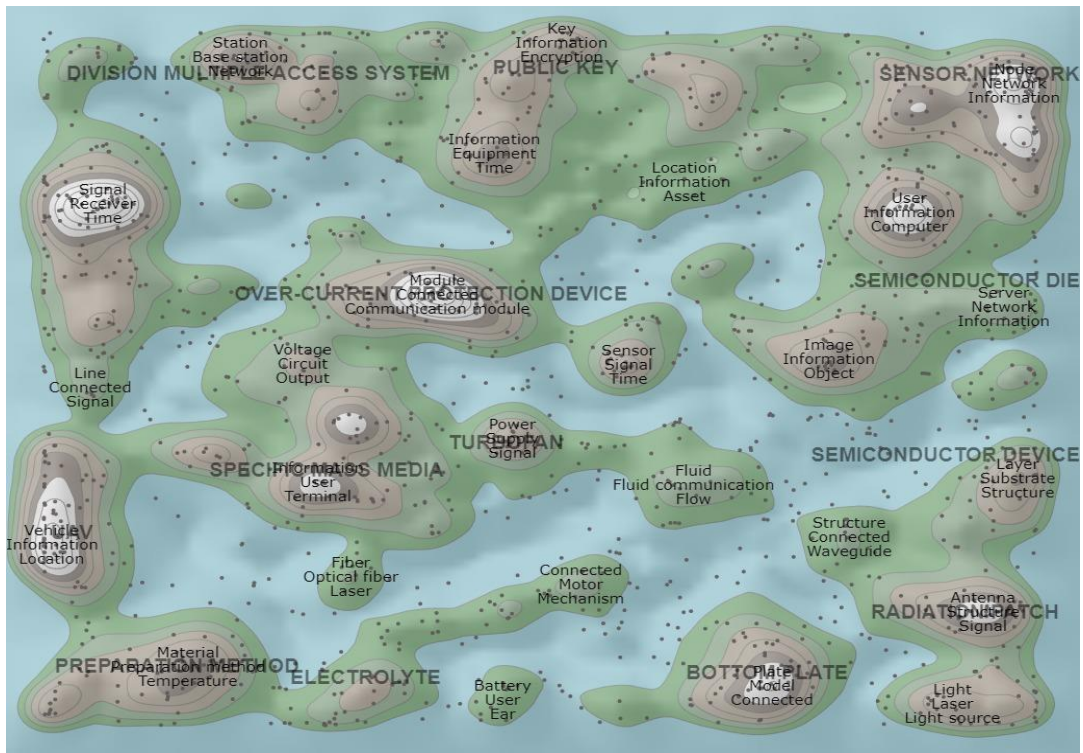 Station
Base station
Network
DIVISION MULTIPLE ACCESS SYSTEM
Key
Information
Encryption
PUBLIC KEY
SENSOR NETWORK
Node
Network
Information
Information
Equipment
Time
Location
Information
Asset
Signal
Receiver
Time
User
Information
Computer
OVER-CURRENT PROTECTION DEVICE
Module
Connected
Communication module
SEMICONDUCTOR DIE
Server
Network
Information
Voltage
Circuit
Output
Sensor
Signal
Time
Image
Information
Object
Line
Connected
Signal
Power
Supply
Signal
TURBOFAN
SPECIFIC MASS MEDIA
Information
User
Terminal
SEMICONDUCTOR DEVICE
Fluid
Fluid communication
Flow
Layer
Substrate
Structure
Vehicle
Information
Location
Structure
Connected
Waveguide
Fiber
Optical fiber
Laser
Connected
Motor
Mechanism
Antenna
Structure
Signal
RADIATION PATCH
Material
Preparation method
Temperature
PREPARATION METHOD
ELECTROLYTE
Battery
User
Ear
BOTTOM PLATE
Plate
Model
Connected
Light
Laser
Light source